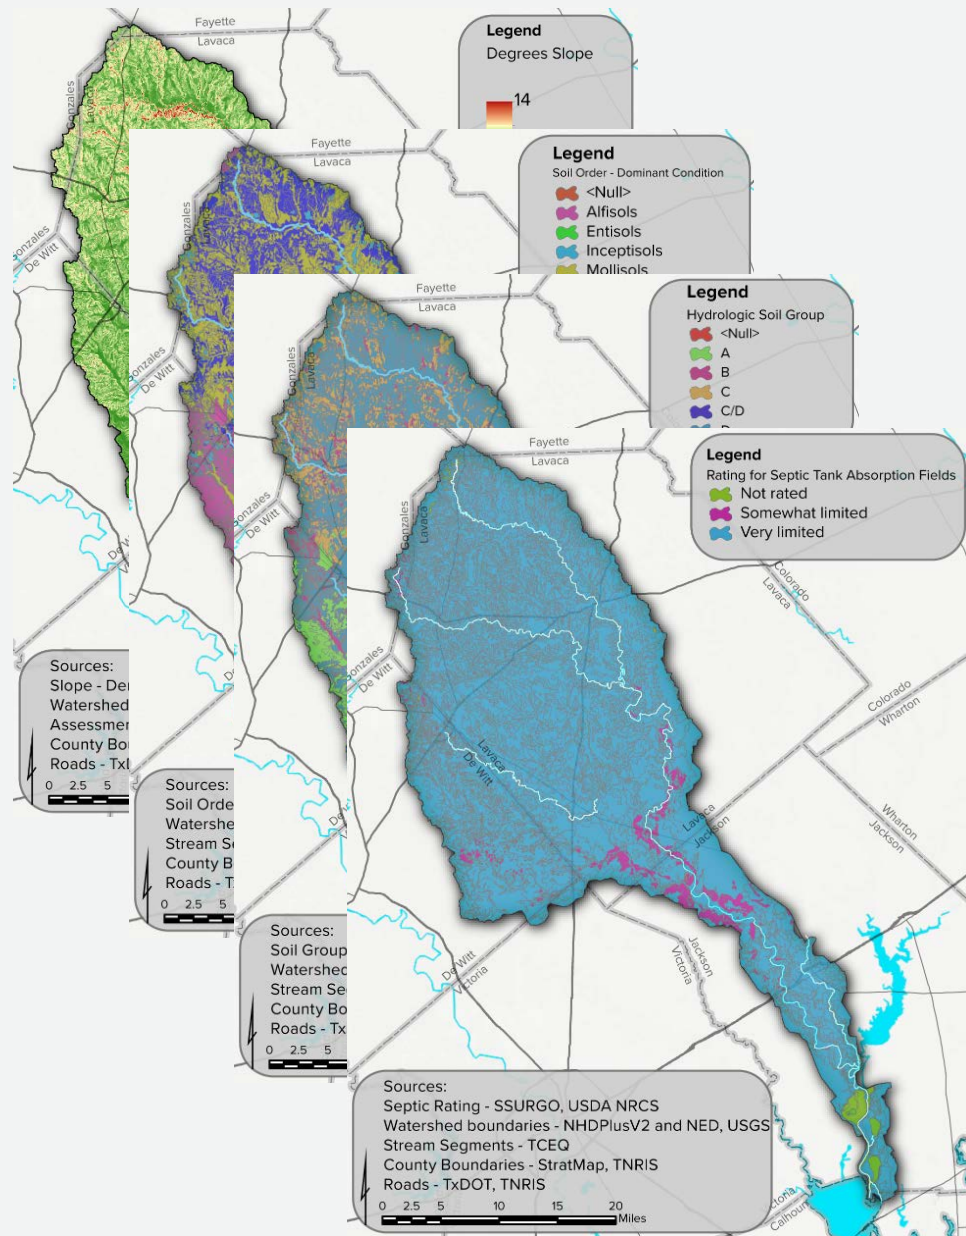 Legend
Degrees Slope
14
Fayette
Lavaca
Gonzales
Gonzales
De Witt
Sources:
Slope -
Watershed
County
Roads -
0 2.5 5
Legend
Soil Order - Dominant Condition
<Null>
Alfisols
Entisols
Inceptisols
Mollisols
Fayette
Lavaca
Gonzales
Lavaca
Gonzales
De Witt
Sources:
Soil
Stream
County
Roads -
0 2.5 5
Legend
Hydrologic Soil Group
<Null>
A
B
C
C/D
D
Fayette
Lavaca
Gonzales
Lavaca
Gonzales
De Witt
Sources:
Soil Group
Watershed
Stream
County
Roads -
0 2.5 5
Legend
Rating for Septic Tank Absorption Fields
Not rated
Somewhat limited
Very limited
Fayette
Lavaca
Gonzales
Lavaca
Colorado
Lavaca
Gonzales
De Witt
Colorado
Wharton
Lavaca
De Witt
Lavaca
Jackson
Wharton
Jackson
De Witt
Victoria
Jackson
Victoria
Calhoun
Sources:
Septic Rating - SSURGO, USDA NRCS
Watershed boundaries - NHDPlusV2 and NED, USGS
Stream Segments - TCEQ
County Boundaries - StratMap, TNRIS
Roads - TxDOT, TNRIS
0 2.5 5 10 15 20
Miles